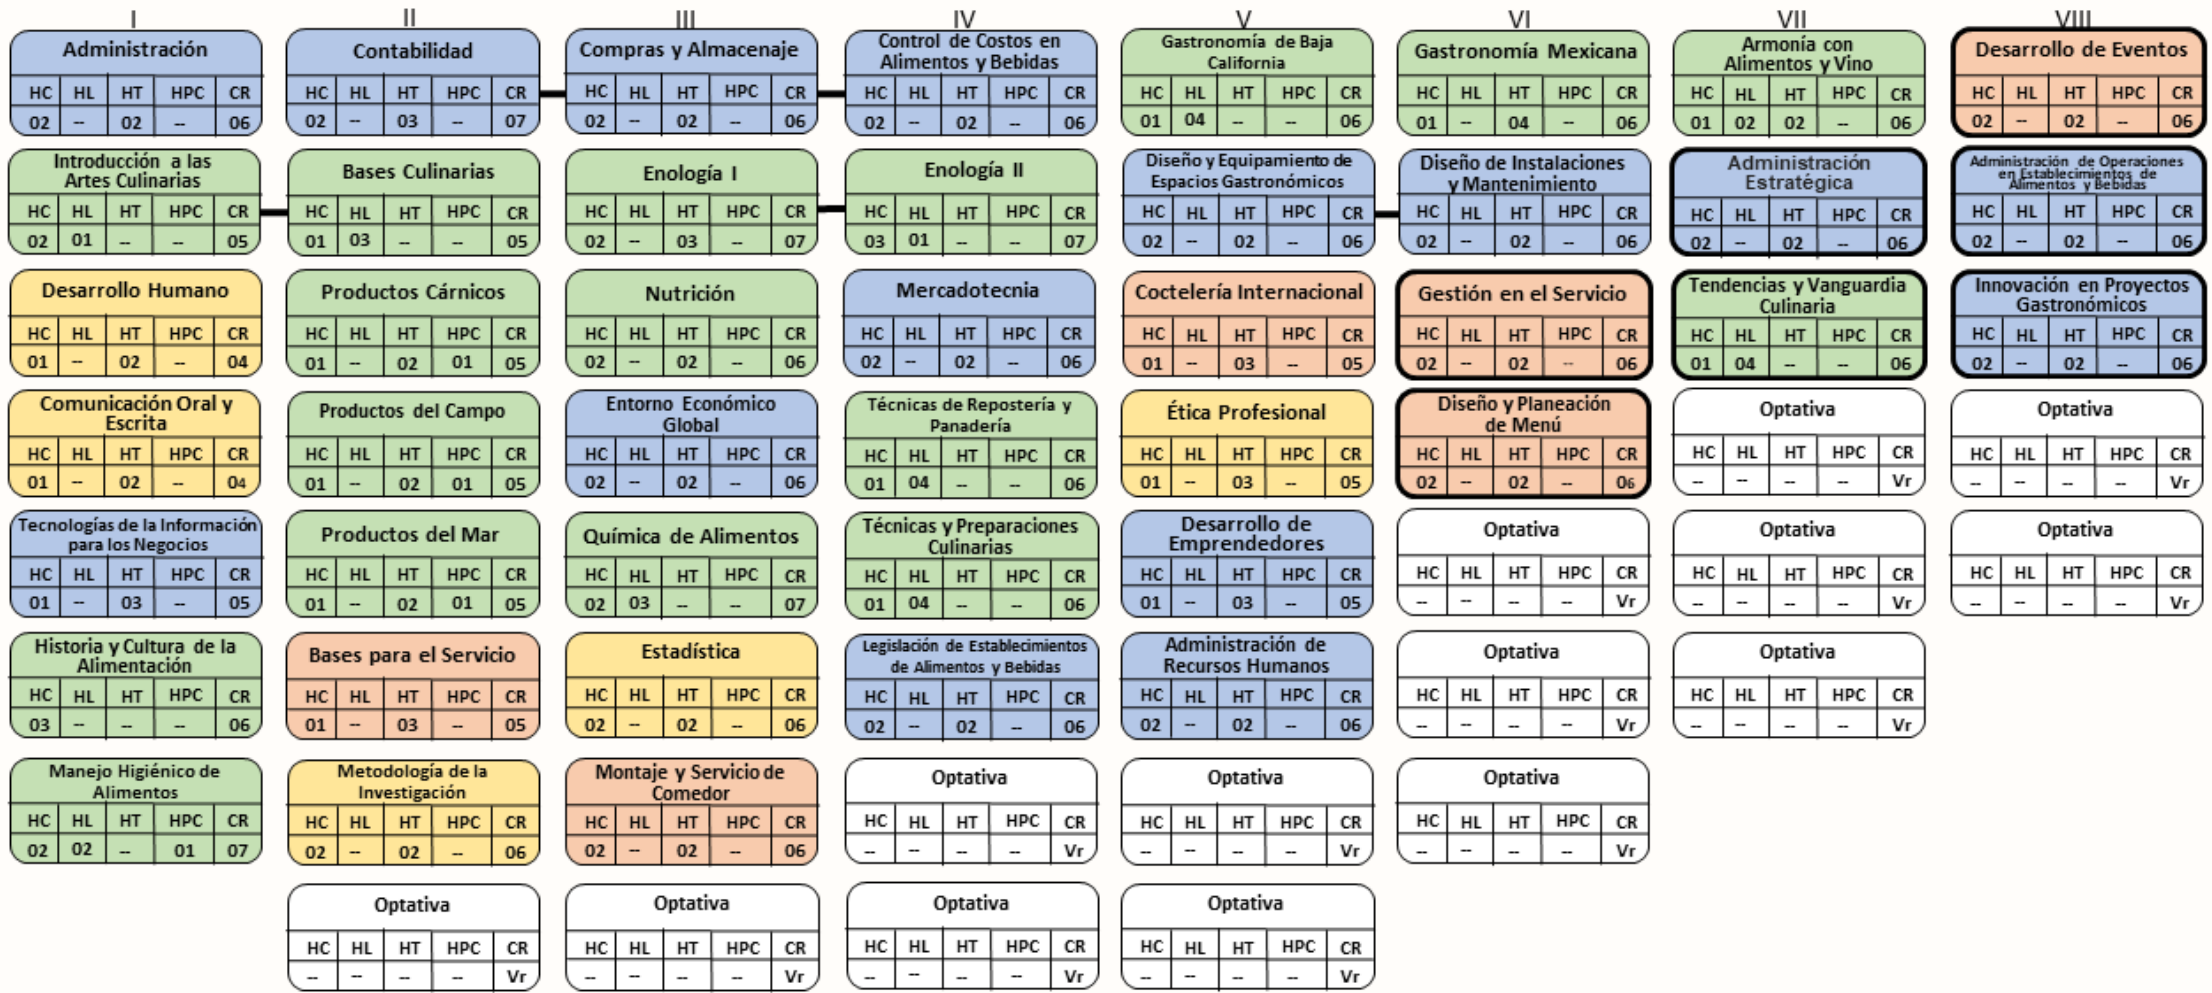 I II III IV V VI VII VIII
Administración
HC HL HT HPC CR
02 -- 02 -- 06
Contabilidad
HC HL HT HPC CR
02 -- 03 -- 07
Compras y Almacenaje
HC HL HT HPC CR
02 -- 02 -- 06
Control de Costos en
Alimentos y Bebidas
HC HL HT HPC CR
02 -- 02 -- 06
Gastronomía de Baja
California
HC HL HT HPC CR
01 04 -- -- 06
Gastronomía Mexicana
HC HL HT HPC CR
01 -- 04 -- 06
Armonía con
Alimentos y Vino
HC HL HT HPC CR
01 02 02 -- 06
Desarrollo de Eventos
HC HL HT HPC CR
02 -- 02 -- 06
Introducción a las
Artes Culinarias
HC HL HT HPC CR
02 01 -- -- 05
Bases Culinarias
HC HL HT HPC CR
01 03 -- -- 05
Enología I
HC HL HT HPC CR
02 -- 03 -- 07
Enología II
HC HL HT HPC CR
03 01 -- -- 07
Diseño y Equipamiento de
Espacios Gastronómicos
HC HL HT HPC CR
02 -- 02 -- 06
Diseño de Instalaciones
y Mantenimiento
HC HL HT HPC CR
02 -- 02 -- 06
Administración
Estratégica
HC HL HT HPC CR
02 -- 02 -- 06
Administración de Operaciones
en Establecimientos de
Alimentos y Bebidas
HC HL HT HPC CR
02 -- 02 -- 06
Desarrollo Humano
HC HL HT HPC CR
01 -- 02 -- 04
Productos Cárnicos
HC HL HT HPC CR
01 -- 02 01 05
Nutrición
HC HL HT HPC CR
02 -- 02 -- 06
Mercadotecnia
HC HL HT HPC CR
02 -- 02 -- 06
Coctelería Internacional
HC HL HT HPC CR
01 -- 03 -- 05
Gestión en el Servicio
HC HL HT HPC CR
02 -- 02 -- 06
Tendencias y Vanguardia
Culinaria
HC HL HT HPC CR
01 04 -- -- 06
Innovación en Proyectos
Gastronómicos
HC HL HT HPC CR
02 -- 02 -- 06
Comunicación Oral y
Escrita
HC HL HT HPC CR
01 -- 02 -- 04
Productos del Campo
HC HL HT HPC CR
01 -- 02 01 05
Entorno Económico
Global
HC HL HT HPC CR
02 -- 02 -- 06
Técnicas de Repostería y
Panadería
HC HL HT HPC CR
01 04 -- -- 06
Ética Profesional
HC HL HT HPC CR
01 -- 03 -- 05
Diseño y Planeación
de Menú
HC HL HT HPC CR
02 -- 02 -- 06
Optativa
HC HL HT HPC CR
-- -- -- -- Vr
Optativa
HC HL HT HPC CR
-- -- -- -- Vr
Tecnologías de la Información
para los Negocios
HC HL HT HPC CR
01 -- 03 -- 05
Productos del Mar
HC HL HT HPC CR
01 -- 02 01 05
Química de Alimentos
HC HL HT HPC CR
02 03 -- -- 07
Técnicas y Preparaciones
Culinarias
HC HL HT HPC CR
01 04 -- -- 06
Desarrollo de
Emprendedores
HC HL HT HPC CR
01 -- 03 -- 05
Optativa
HC HL HT HPC CR
-- -- -- -- Vr
Optativa
HC HL HT HPC CR
-- -- -- -- Vr
Optativa
HC HL HT HPC CR
-- -- -- -- Vr
Historia y Cultura de la
Alimentación
HC HL HT HPC CR
03 -- -- -- 06
Bases para el Servicio
HC HL HT HPC CR
01 -- 03 -- 05
Estadística
HC HL HT HPC CR
02 -- 02 -- 06
Legislación de Establecimientos
de Alimentos y Bebidas
HC HL HT HPC CR
02 -- 02 -- 06
Administración de
Recursos Humanos
HC HL HT HPC CR
02 -- 02 -- 06
Optativa
HC HL HT HPC CR
-- -- -- -- Vr
Optativa
HC HL HT HPC CR
-- -- -- -- Vr
Manejo Higiénico de
Alimentos
HC HL HT HPC CR
02 02 -- 01 07
Metodología de la
Investigación
HC HL HT HPC CR
02 -- 02 -- 06
Montaje y Servicio de
Comedor
HC HL HT HPC CR
02 -- 02 -- 06
Optativa
HC HL HT HPC CR
-- -- -- -- Vr
Optativa
HC HL HT HPC CR
-- -- -- -- Vr
Optativa
HC HL HT HPC CR
-- -- -- -- Vr
Optativa
HC HL HT HPC CR
-- -- -- -- Vr
Optativa
HC HL HT HPC CR
-- -- -- -- Vr
Optativa
HC HL HT HPC CR
-- -- -- -- Vr
Optativa
HC HL HT HPC CR
-- -- -- -- Vr